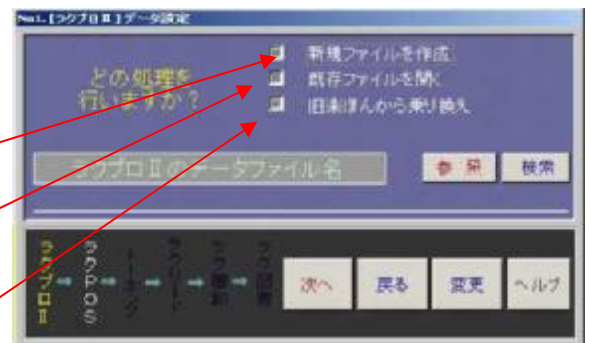 No1.[ラクプロⅡ]データ設定
どの処理を
行いますか？
新規ファイルを作成
既存ファイルを開く
旧楽ほんから乗り換え
ラクプロⅡのデータファイル名
参 照
検索
ラクプロⅡ
ラクPOS
次へ
戻る
変更
ヘルプ